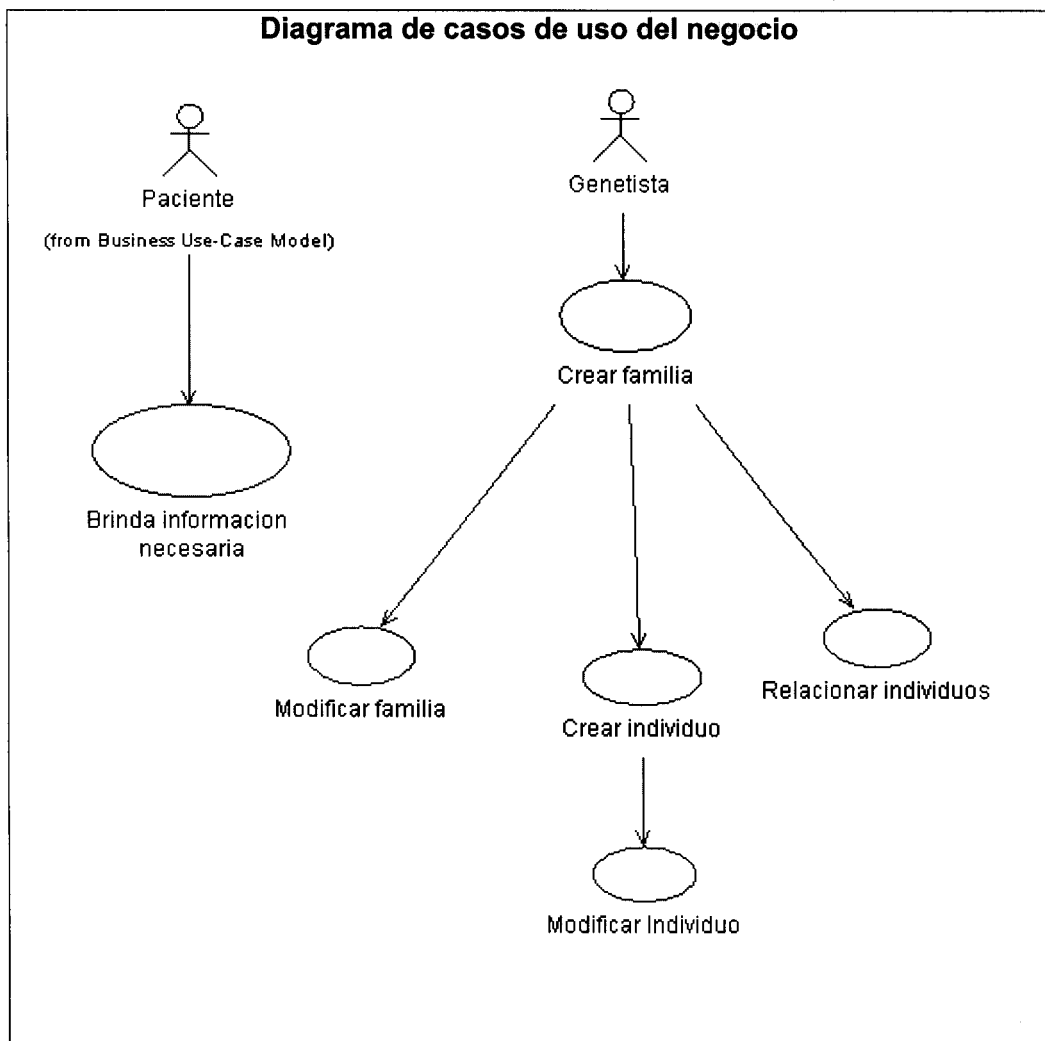 Diagrama de casos de uso del negocio
Paciente
(from Business Use-Case Model)
Genetista
Crear familia
Brinda informacion
necesaria
Modificar familia
Crear individuo
Relacionar individuos
Modificar Individuo